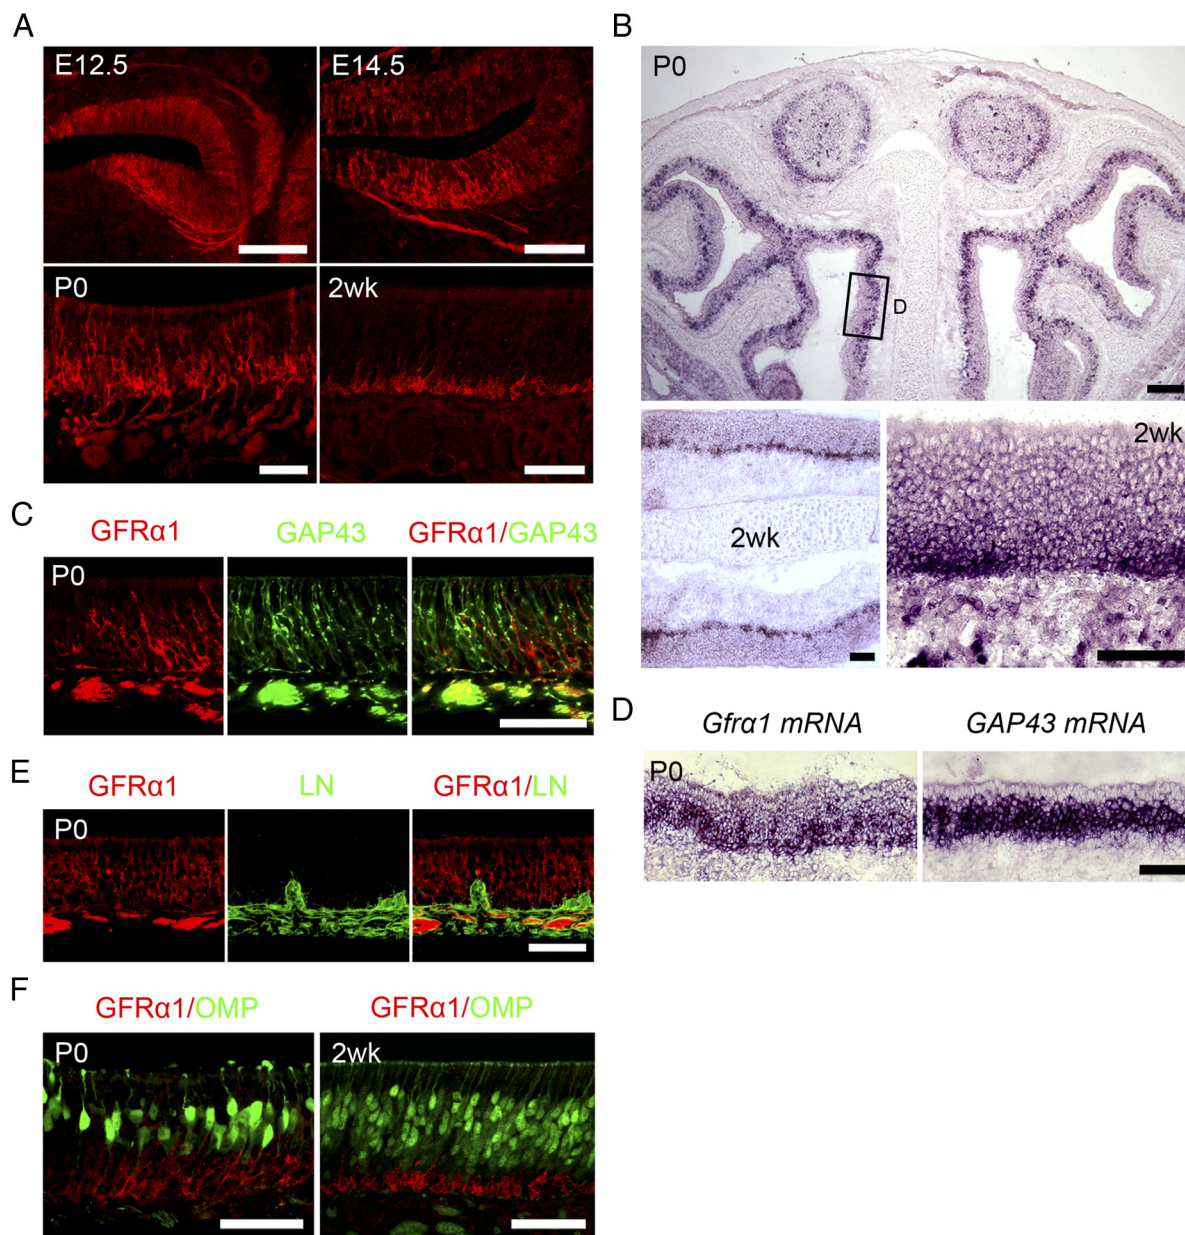 A
E12.5
E14.5
P0
2wk
B
P0
D
2wk
2wk
C
GFRα1
GAP43
GFRα1/GAP43
P0
D
Gfrα1 mRNA
GAP43 mRNA
P0
E
GFRα1
LN
GFRα1/LN
P0
F
GFRα1/OMP
GFRα1/OMP
P0
2wk